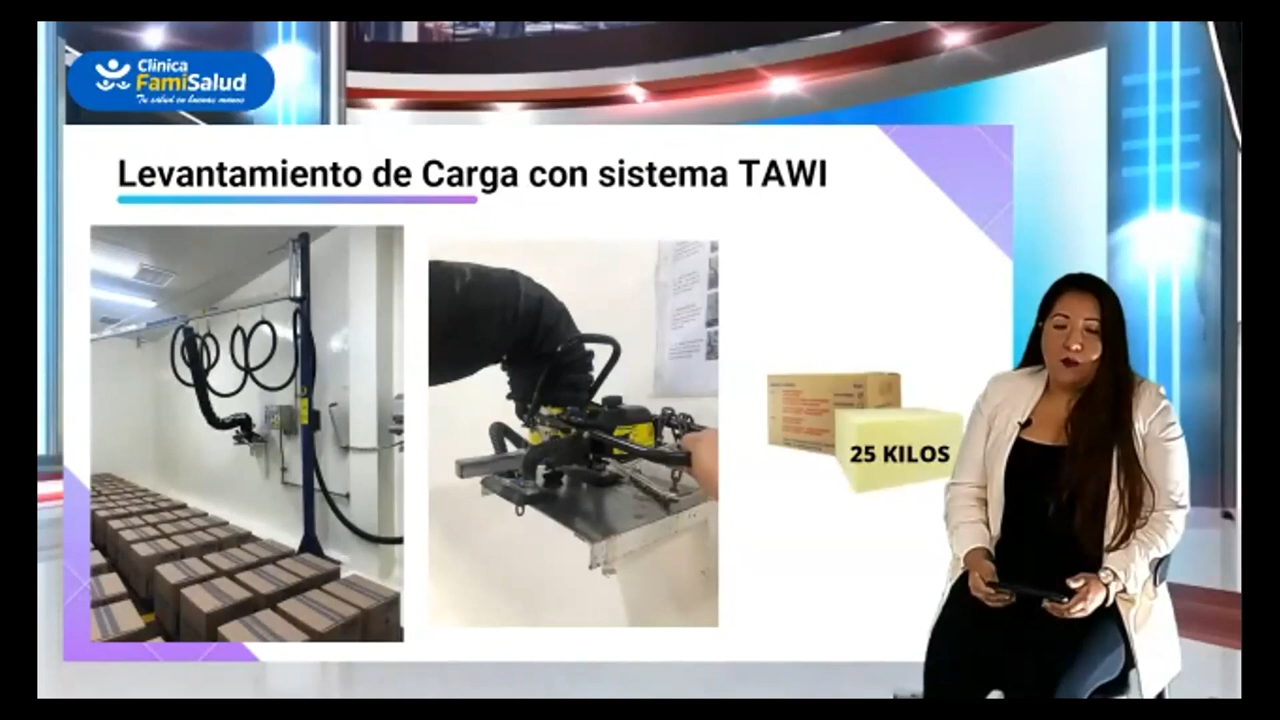 Clínica
FamiSalud
Tu salud en buenas manos
Levantamiento de Carga con sistema TAWI
25 KILOS